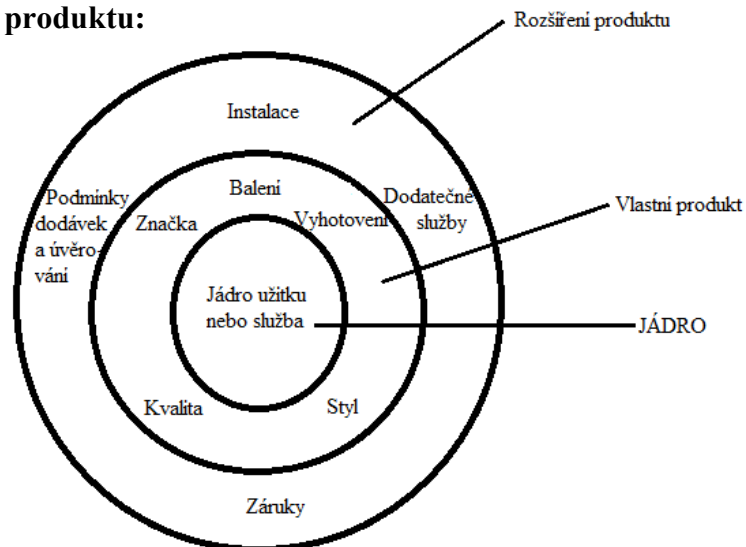 produktu:
Rozšíření produktu
Instalace
Balení
Podmínky
dodávek
a úvěro-
vání
Značka
Vyhotovení
Dodatečné
služby
Vlastní produkt
Jádro užitku
nebo služba
JÁDRO
Kvalita
Styl
Záruky